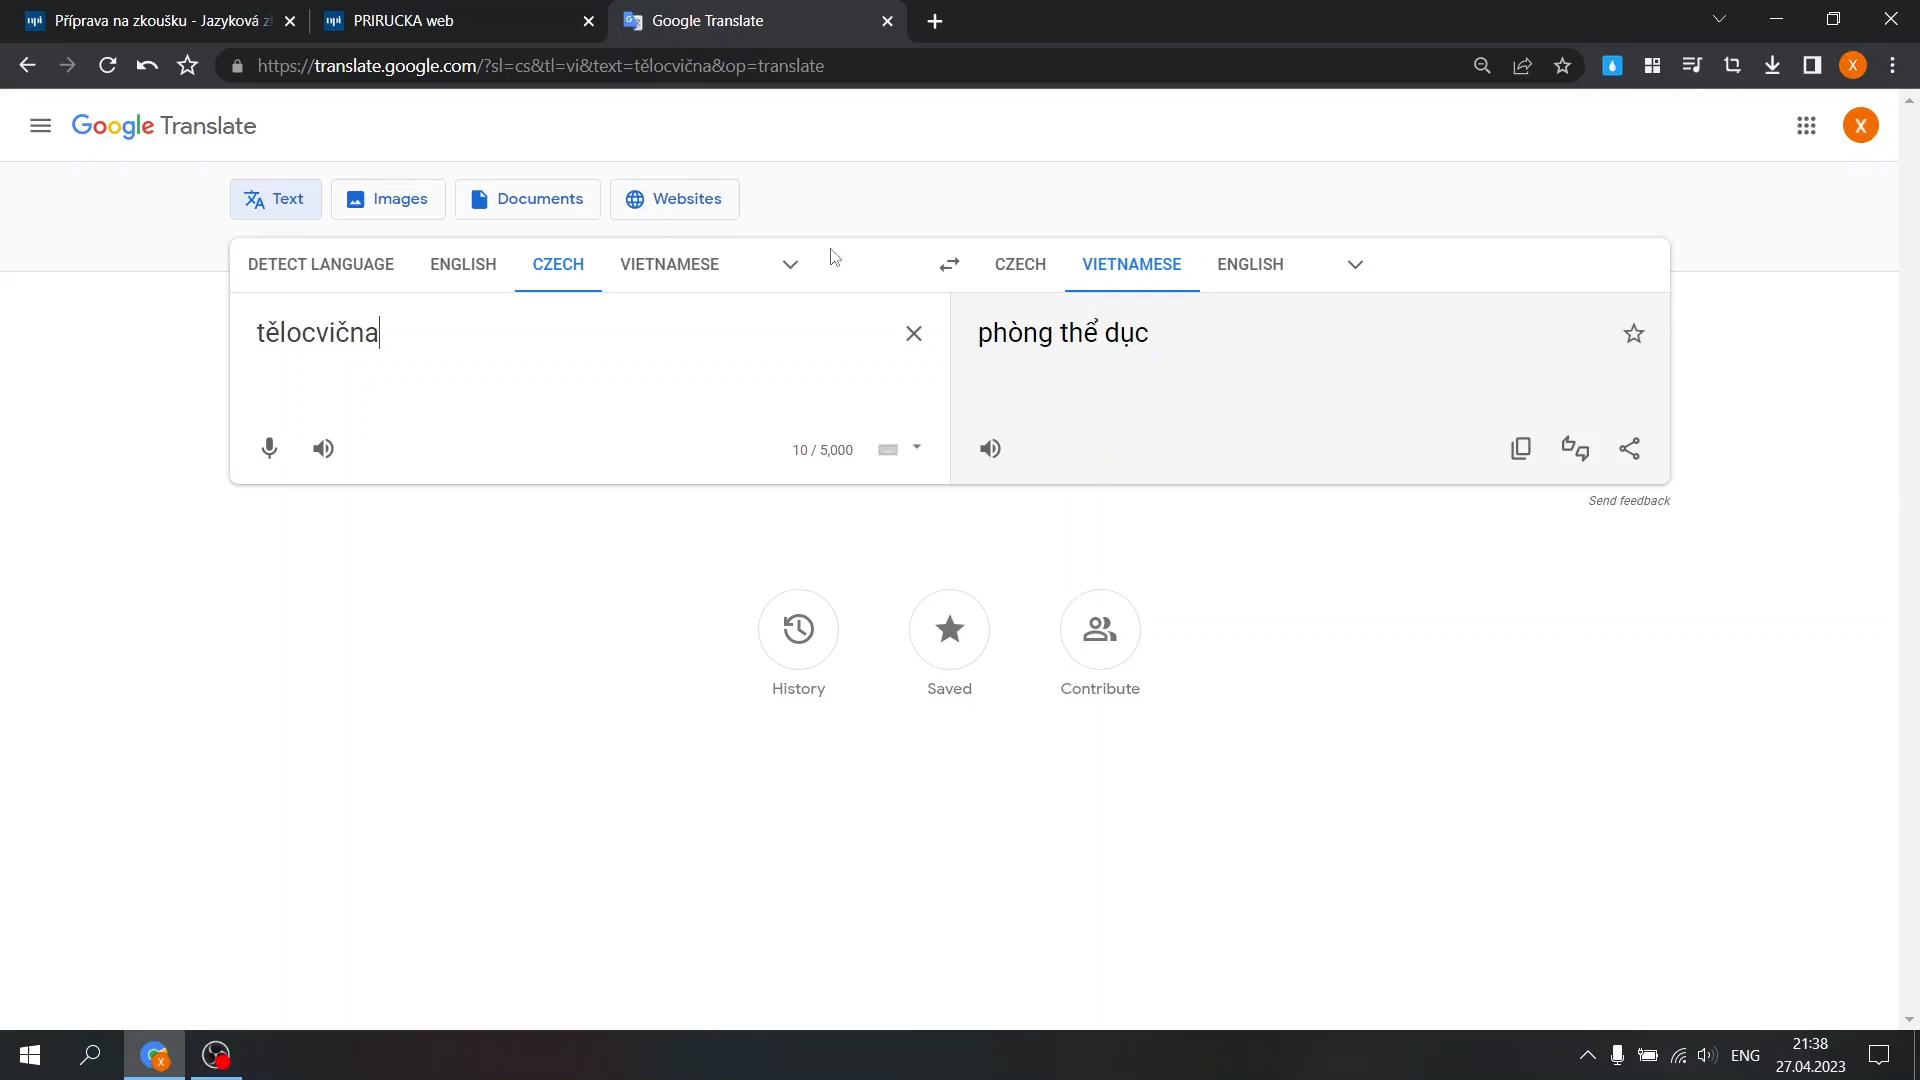 Příprava na zkoušku - Jazyková z
PRIRUCKA web
Google Translate
https://translate.google.com/?sl=cs&tl=vi&text=tělocvična&op=translate
X
Google Translate
X
Text
Images
Documents
Websites
DETECT LANGUAGE
ENGLISH
CZECH
VIETNAMESE
CZECH
VIETNAMESE
ENGLISH
tělocvična
phòng thể dục
10 / 5,000
Send feedback
History
Saved
Contribute
ENG
21:38
27.04.2023